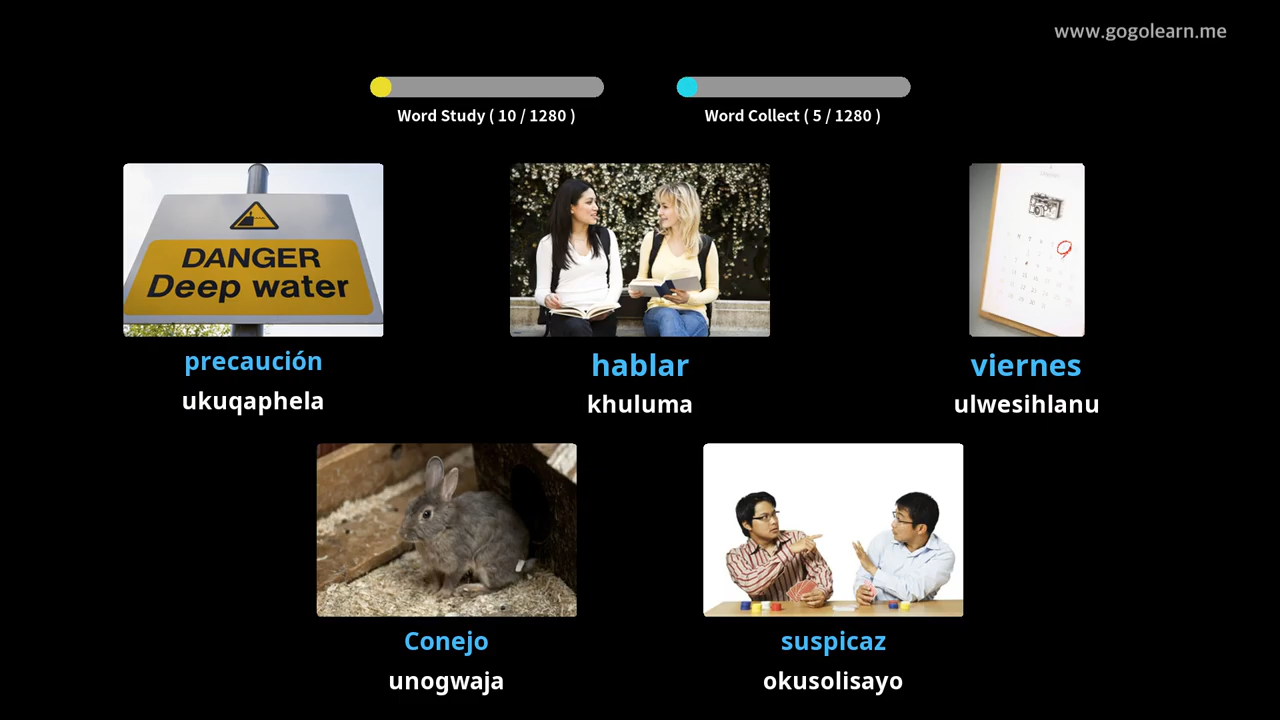 www.gogolearn.me
Word Study ( 10 / 1280 )
Word Collect ( 5 / 1280 )
DANGER
Deep water
precaución
ukuqaphela
hablar
khuluma
viernes
ulwesihlanu
Conejo
unogwaja
suspicaz
okusolisayo